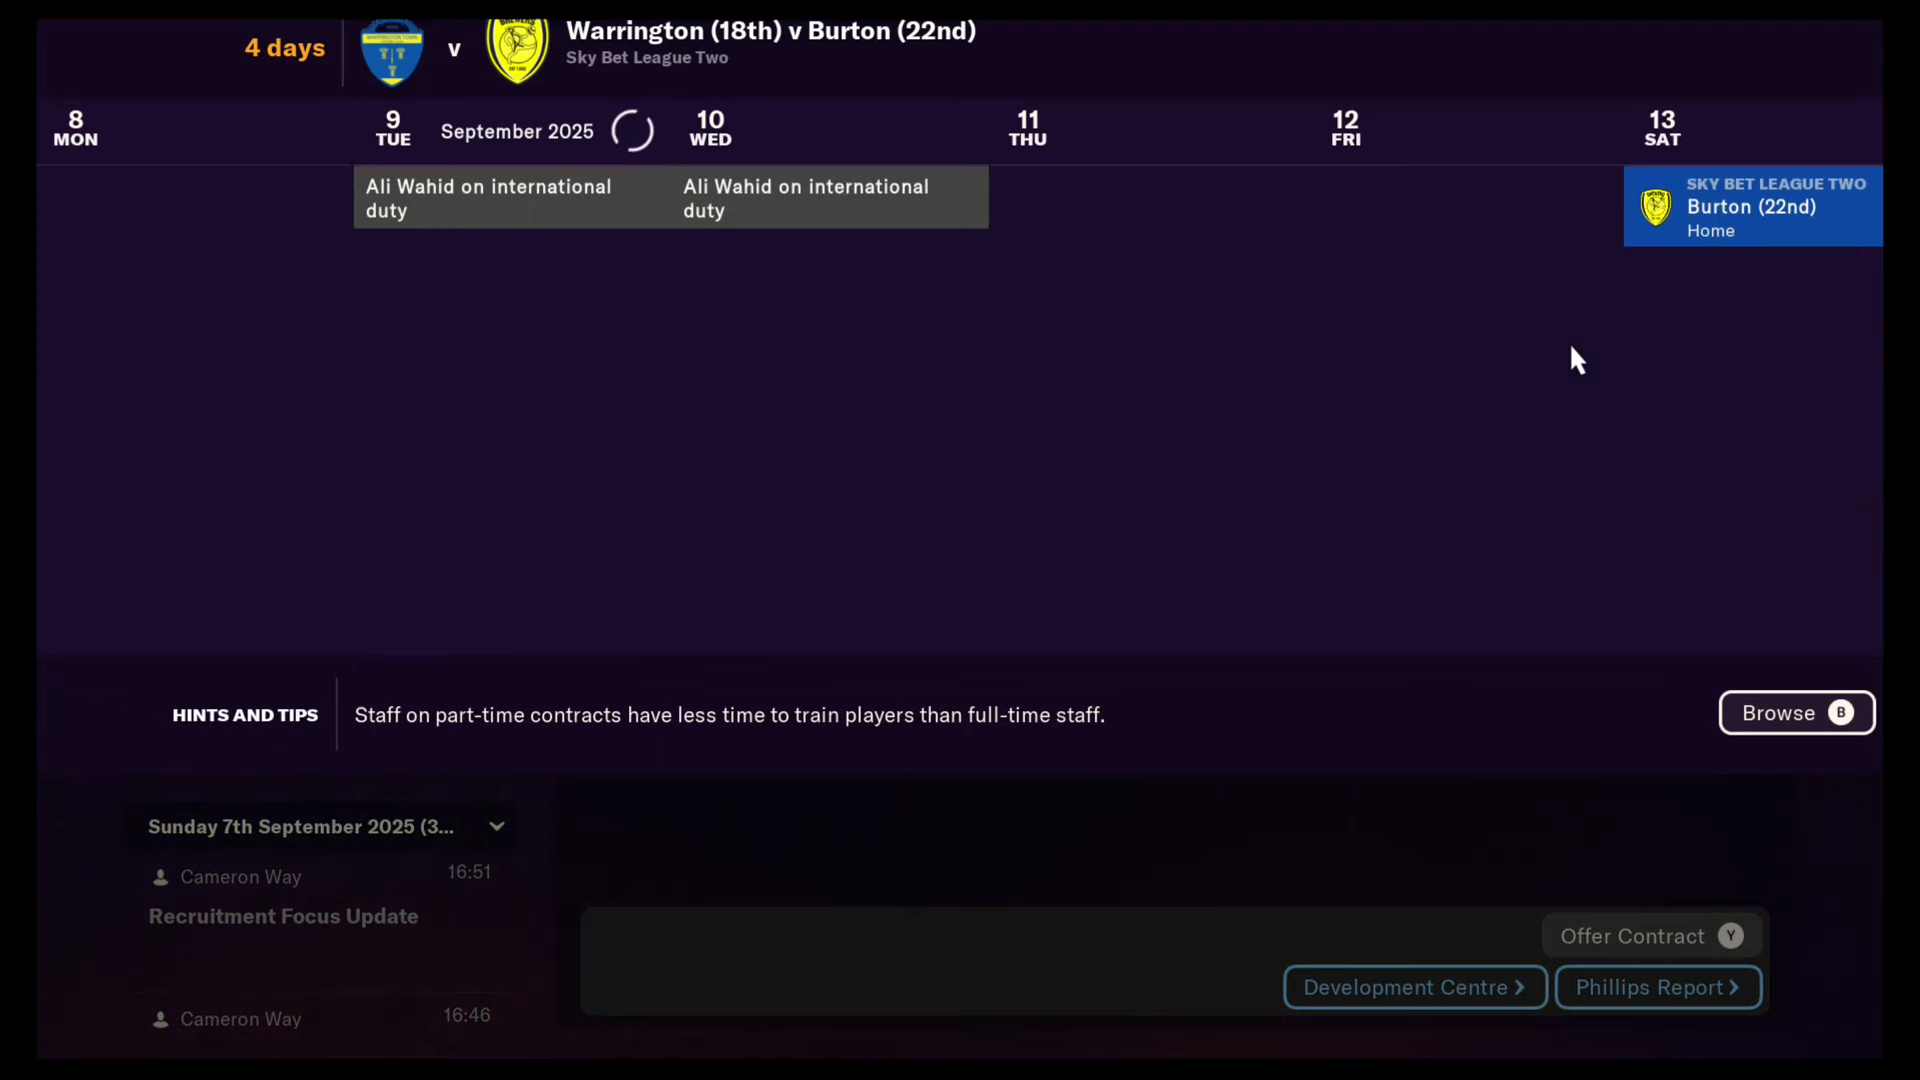 4 days
v
Warrington (18th) v Burton (22nd)
Sky Bet League Two
8
MON
9
TUE
September 2025
10
WED
11
THU
12
FRI
13
SAT
Ali Wahid on international
duty
Ali Wahid on international
duty
SKY BET LEAGUE TWO
Burton (22nd)
Home
HINTS AND TIPS
Staff on part-time contracts have less time to train players than full-time staff.
Browse B
Sunday 7th September 2025 (3...
Cameron Way 16:51
Recruitment Focus Update
Cameron Way 16:46
Offer Contract Y
Development Centre
Phillips Report